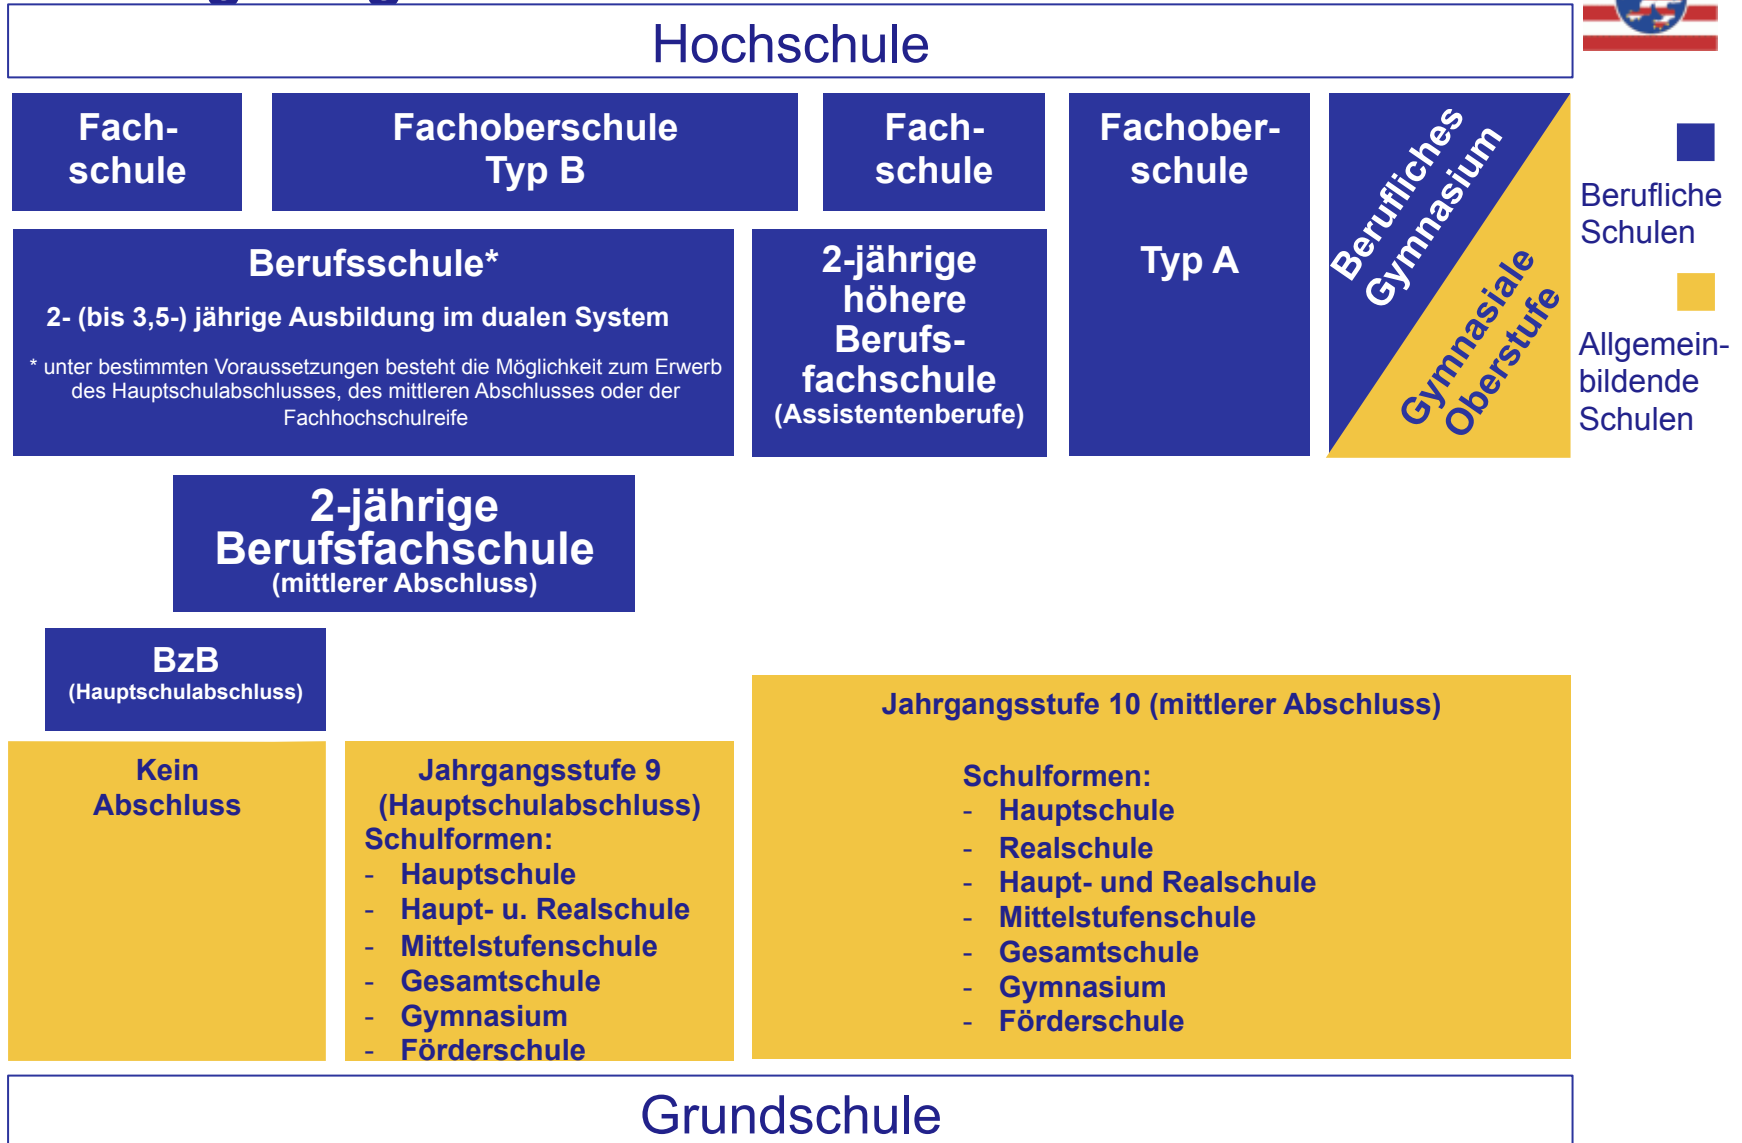 Hochschule
Fach-
schule
Fachoberschule
Typ B
Fach-
schule
Fachober-
schule
Typ A
Berufliches
Gymnasium
Gymnasiale
Oberstufe
Berufliche
Schulen
Allgemein-
bildende
Schulen
Berufsschule*
2- (bis 3,5-) jährige Ausbildung im dualen System
* unter bestimmten Voraussetzungen besteht die Möglichkeit zum Erwerb
des Hauptschulabschlusses, des mittleren Abschlusses oder der
Fachhochschulreife
2-jährige
höhere
Berufs-
fachschule
(Assistentenberufe)
2-jährige
Berufsfachschule
(mittlerer Abschluss)
BzB
(Hauptschulabschluss)
Kein
Abschluss
Jahrgangsstufe 9
(Hauptschulabschluss)
Schulformen:
- Hauptschule
- Haupt- u. Realschule
- Mittelstufenschule
- Gesamtschule
- Gymnasium
- Förderschule
Jahrgangsstufe 10 (mittlerer Abschluss)
Schulformen:
- Hauptschule
- Realschule
- Haupt- und Realschule
- Mittelstufenschule
- Gesamtschule
- Gymnasium
- Förderschule
Grundschule